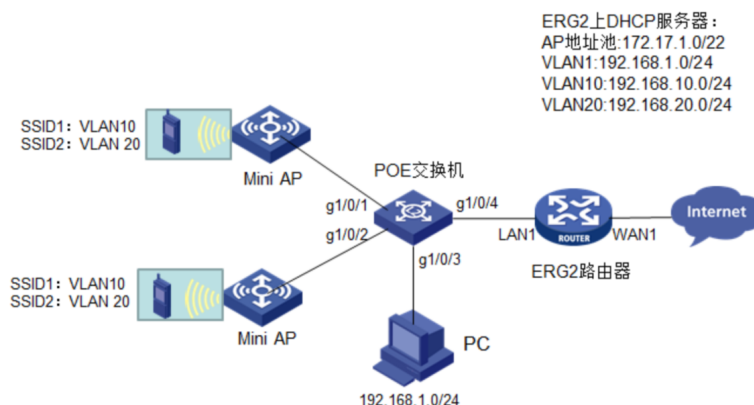 ERG2上DHCP服务器：
AP地址池:172.17.1.0/22
VLAN1:192.168.1.0/24
VLAN10:192.168.10.0/24
VLAN20:192.168.20.0/24
SSID1：VLAN10
SSID2：VLAN 20
Mini AP
POE交换机
g1/0/1
g1/0/4
g1/0/2
LAN1
ROUTER
WAN1
Internet
g1/0/3
ERG2路由器
SSID1：VLAN10
SSID2：VLAN 20
Mini AP
PC
192.168.1.0/24